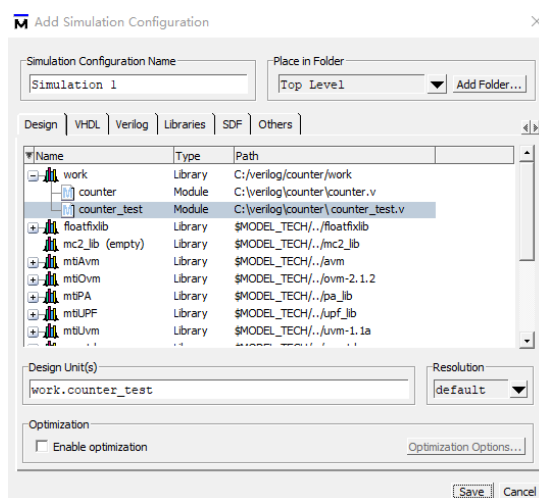 Add Simulation Configuration
Simulation Configuration Name
Place in Folder
Simulation 1
Top Level
Add Folder...
Design VHDL Verilog Libraries SDF Others
Name Type Path
work Library C:/verilog/counter/work
counter Module C:\verilog\counter\counter.v
counter_test Module C:\verilog\counter\ counter_test.v
floatfixlib Library $MODEL_TECH/../floatfixlib
mc2_lib (empty) Library $MODEL_TECH/../mc2_lib
mtiAvm Library $MODEL_TECH/../avm
mtiOvm Library $MODEL_TECH/../ovm-2.1.2
mtiPA Library $MODEL_TECH/../pa_lib
mtiUPF Library $MODEL_TECH/../upf_lib
mtiUvm Library $MODEL_TECH/../uvm-1.1a
Design Unit(s)
Resolution
work.counter_test
default
Optimization
Enable optimization
Optimization Options...
Save Cancel